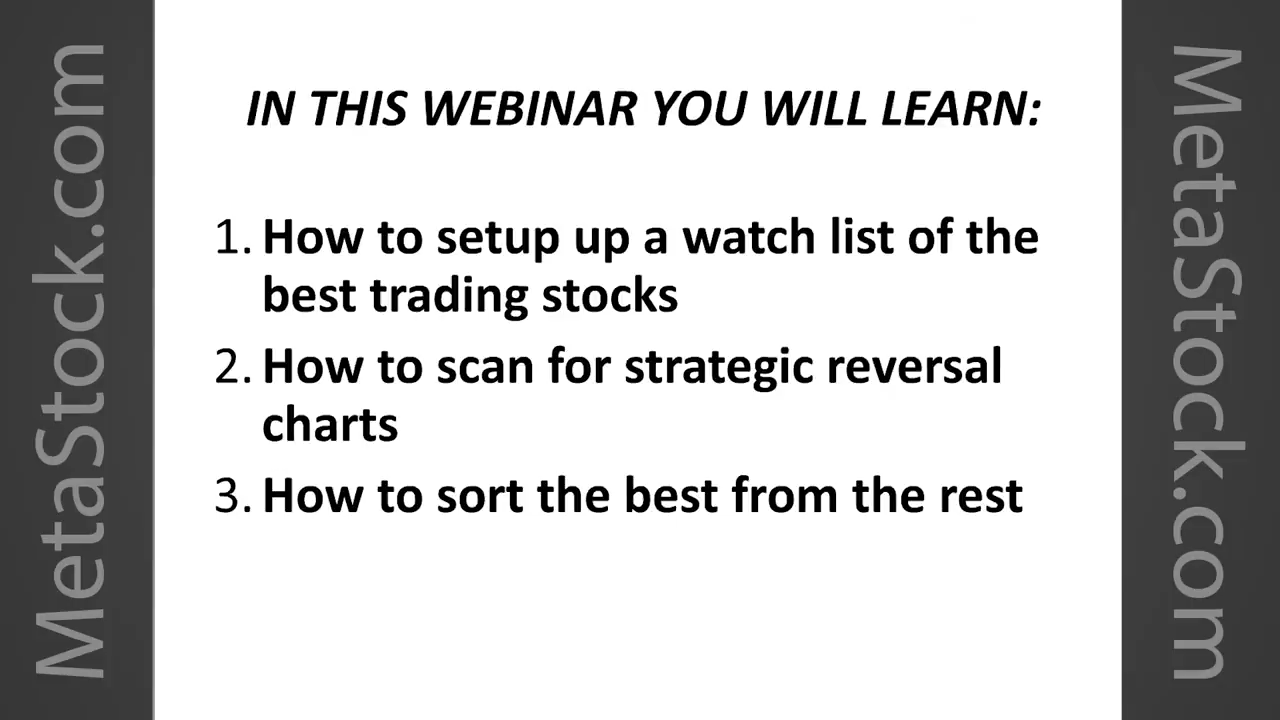 MetaStock.com
IN THIS WEBINAR YOU WILL LEARN:
1. How to setup up a watch list of the
best trading stocks
2. How to scan for strategic reversal
charts
3. How to sort the best from the rest
MetaStock.com